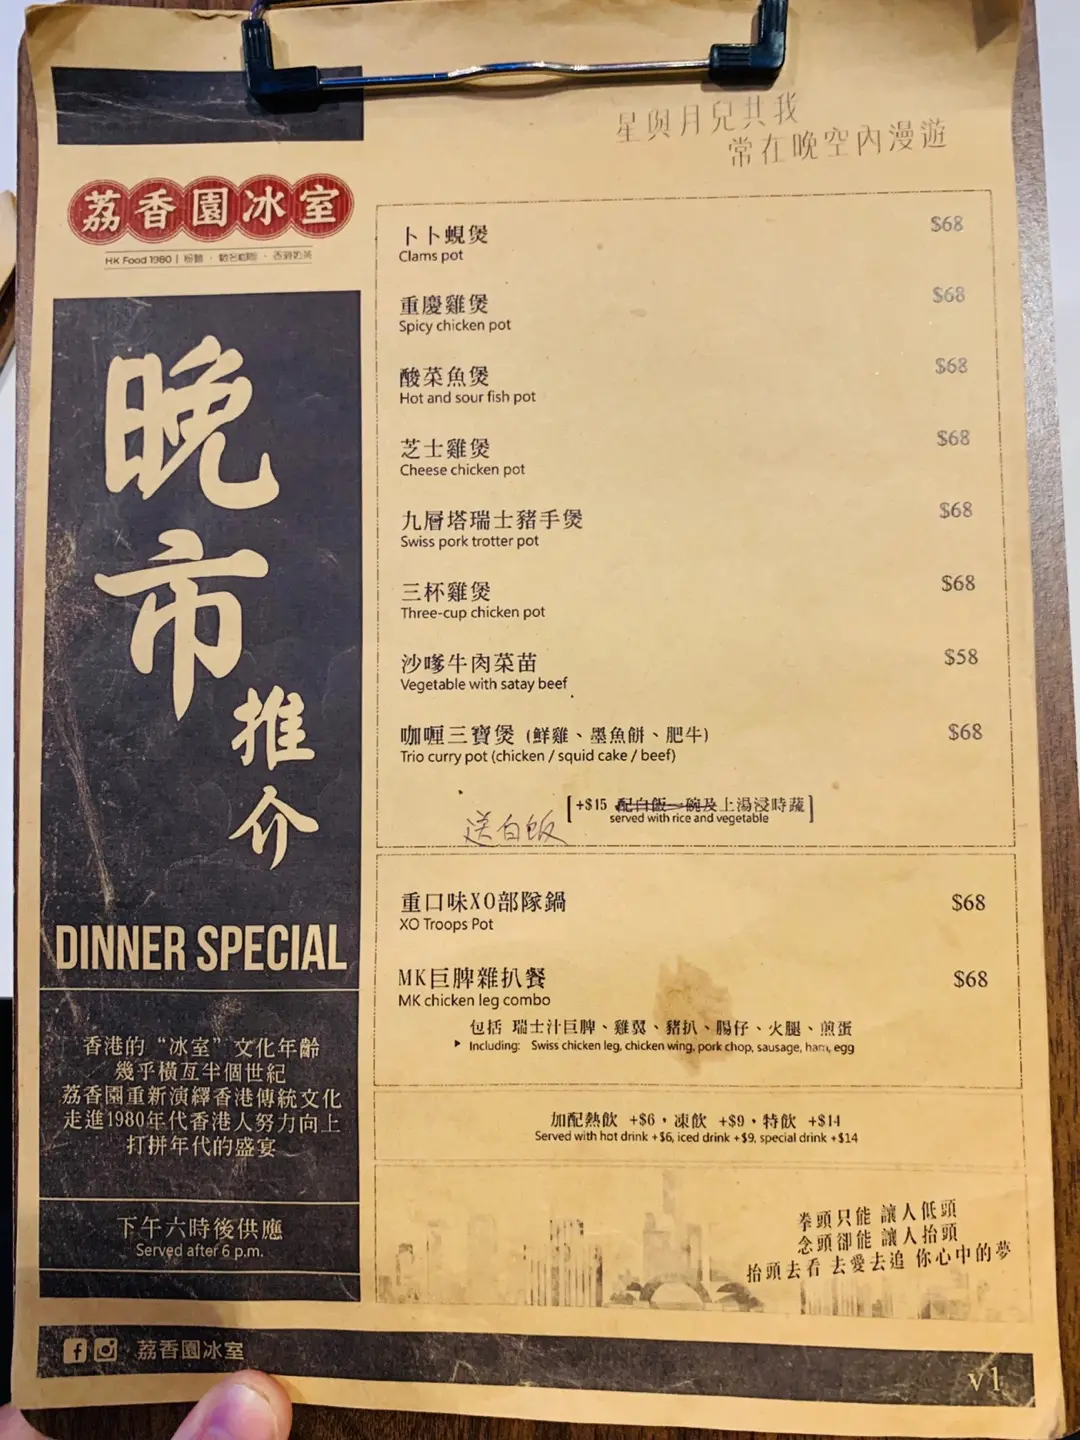 星與月兒共我
常在晚空內漫遊
荔香園冰室
HK Food 1980 |
晚市推介
DINNER SPECIAL
香港的“冰室”文化年齡
幾乎橫亙半個世紀
荔香園重新演繹香港傳統文化
走進1980年代香港人努力向上
打拼年代的盛宴
下午六時後供應
Served after 6 p.m.
卜卜蜆煲 $68
Clams pot
重慶雞煲 $68
Spicy chicken pot
酸菜魚煲 $68
Hot and sour fish pot
芝士雞煲 $68
Cheese chicken pot
九層塔瑞士豬手煲 $68
Swiss pork trotter pot
三杯雞煲 $68
Three-cup chicken pot
沙嗲牛肉菜苗 $58
Vegetable with satay beef
咖喱三寶煲 (鮮雞、墨魚餅、肥牛) $68
Trio curry pot (chicken / squid cake / beef)
[+$15 配白飯一碗及上湯浸時蔬]
served with rice and vegetable
送白飯
重口味XO部隊鍋 $68
XO Troops Pot
MK巨脾雜扒餐 $68
MK chicken leg combo
包括 瑞士汁巨脾、雞翼、豬扒、腸仔、火腿、煎蛋
Including: Swiss chicken leg, chicken wing, pork chop, sausage, ham, egg
加配熱飲 +$6，凍飲 +$9，特飲 +$14
Served with hot drink +$6, iced drink +$9, special drink +$14
拳頭只能 讓人低頭
念頭卻能 讓人抬頭
抬頭去看 去愛去追 你心中的夢
荔香園冰室
v1